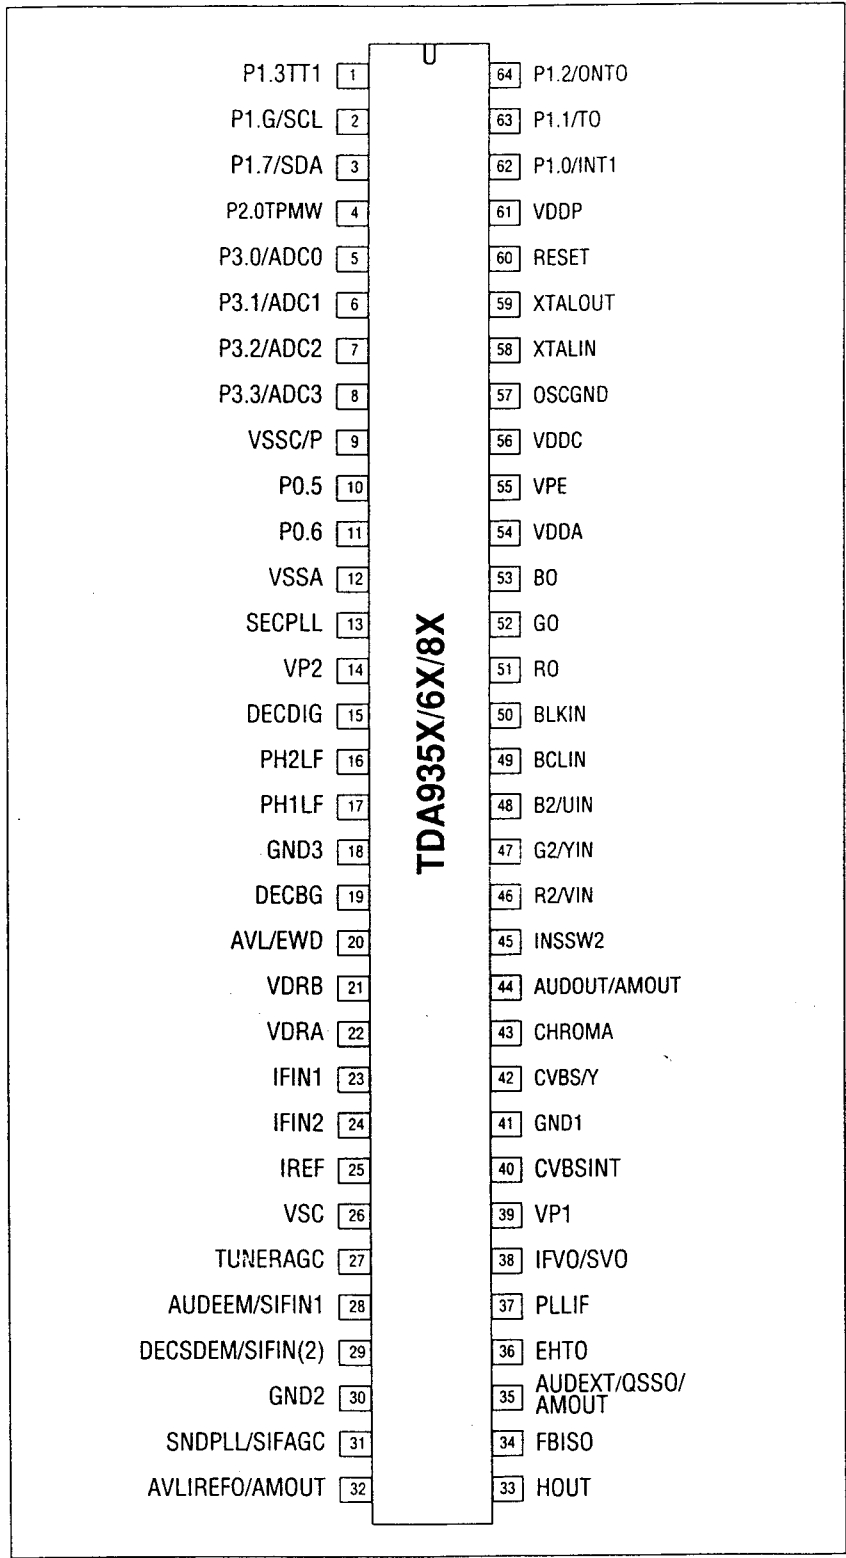 P1.3TT1 1
P1.G/SCL 2
P1.7/SDA 3
P2.0TPMW 4
P3.0/ADC0 5
P3.1/ADC1 6
P3.2/ADC2 7
P3.3/ADC3 8
VSSC/P 9
P0.5 10
P0.6 11
VSSA 12
SECPLL 13
VP2 14
DECDIG 15
PH2LF 16
PH1LF 17
GND3 18
DECBG 19
AVL/EWD 20
VDRB 21
VDRA 22
IFIN1 23
IFIN2 24
IREF 25
VSC 26
TUNERAGC 27
AUDEEM/SIFIN1 28
DECSDEM/SIFIN(2) 29
GND2 30
SNDPLL/SIFAGC 31
AVLIREFO/AMOUT 32
TDA935X/6X/8X
64 P1.2/ONTO
63 P1.1/TO
62 P1.0/INT1
61 VDDP
60 RESET
59 XTALOUT
58 XTALIN
57 OSCGND
56 VDDC
55 VPE
54 VDDA
53 BO
52 GO
51 RO
50 BLKIN
49 BCLIN
48 B2/UIN
47 G2/YIN
46 R2/VIN
45 INSSW2
44 AUDOUT/AMOUT
43 CHROMA
42 CVBS/Y
41 GND1
40 CVBSINT
39 VP1
38 IFVO/SVO
37 PLLIF
36 EHTO
35 AUDEXT/QSSO/
AMOUT
34 FBISO
33 HOUT